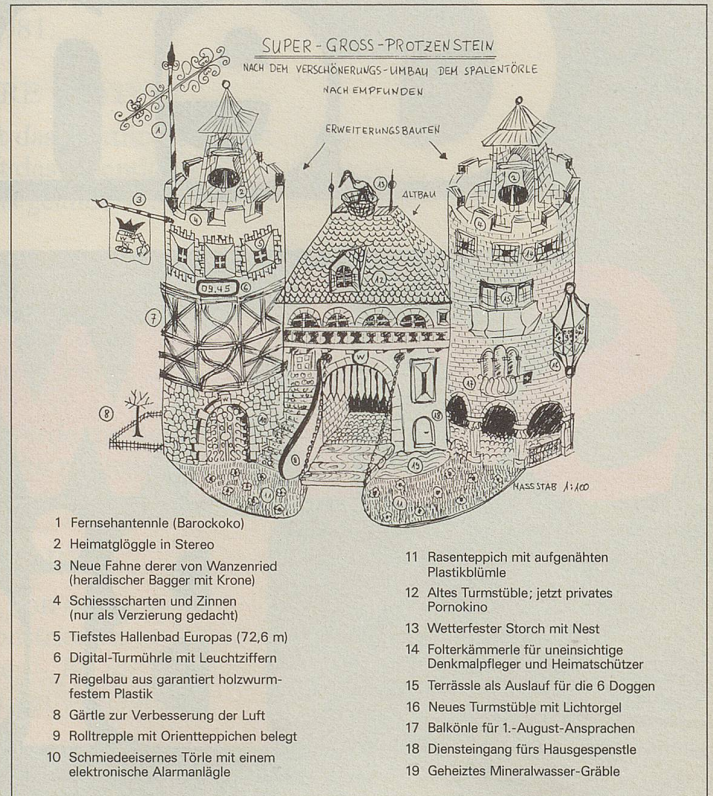 SUPER-GROSS-PROTZENSTEIN
NACH DEM VERSCHÖNERUNGS-UMBAU DEM SPALENTÖRLE
NACH EMPFUNDEN
ERWEITERUNGSBAUTEN
ALTBAU
09.45
MASSSTAB 1:100
1 Fernsehantennle (Barockoko)
2 Heimatglöggle in Stereo
3 Neue Fahne derer von Wanzenried
(heraldischer Bagger mit Krone)
4 Schiessscharten und Zinnen
(nur als Verzierung gedacht)
5 Tiefstes Hallenbad Europas (72,6 m)
6 Digital-Turmührle mit Leuchtziffern
7 Riegelbau aus garantiert holzwurm-
festem Plastik
8 Gärtle zur Verbesserung der Luft
9 Rolltrepple mit Orientteppichen belegt
10 Schmiedeeisernes Törle mit einem
elektronische Alarmanlägle
11 Rasenteppich mit aufgenähten
Plastikblümle
12 Altes Turmstüble; jetzt privates
Pornokino
13 Wetterfester Storch mit Nest
14 Folterkämmerle für uneinsichtige
Denkmalpfleger und Heimatschützer
15 Terrässle als Auslauf für die 6 Doggen
16 Neues Turmstüble mit Lichtorgel
17 Balkönle für 1.-August-Ansprachen
18 Diensteingang fürs Hausgespenstle
19 Geheiztes Mineralwasser-Gräble